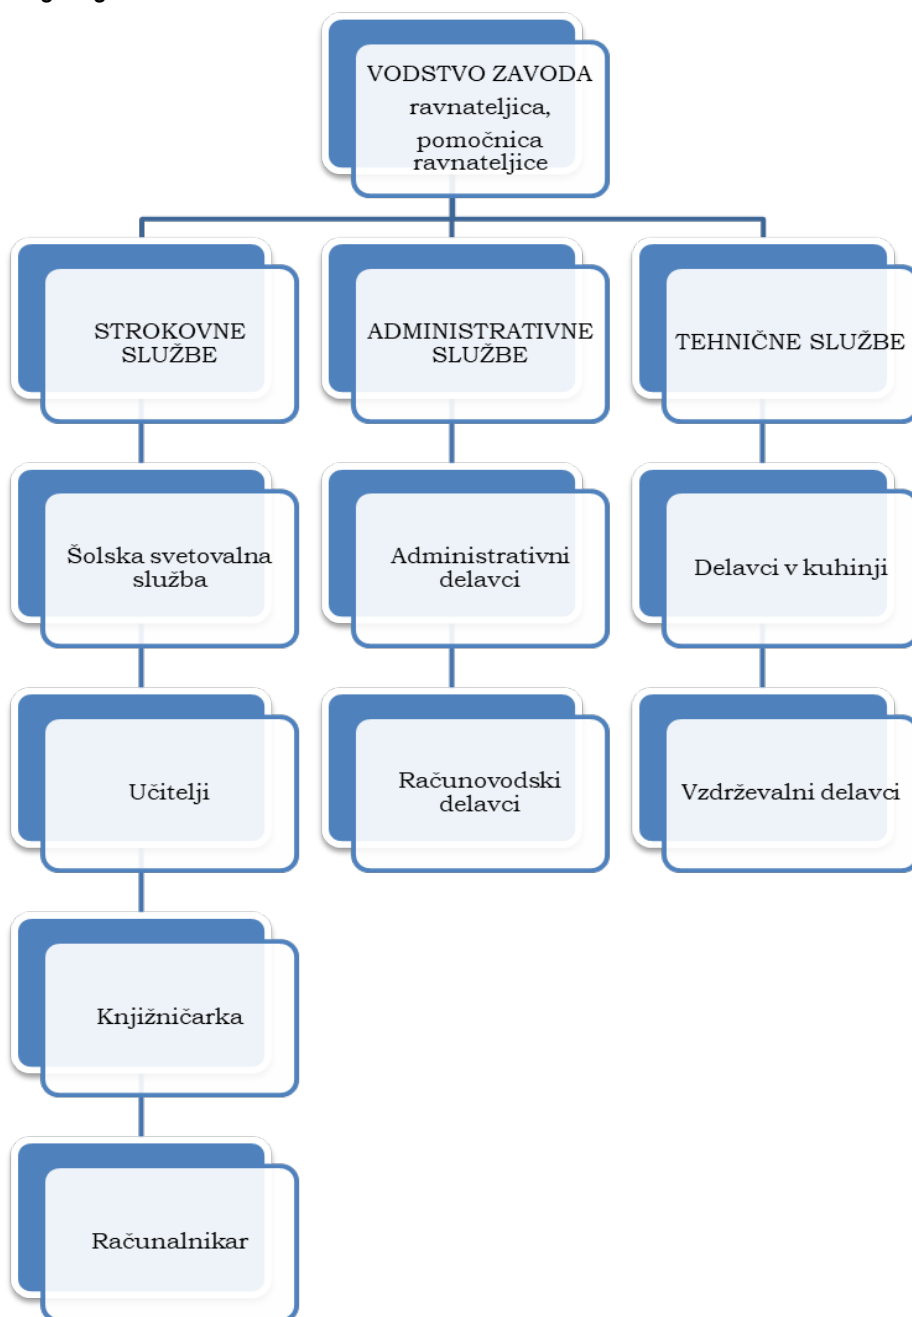 VODSTVO ZAVODA
ravnateljica,
pomočnica
ravnateljice
STROKOVNE
SLUŽBE
ADMINISTRATIVNE
SLUŽBE
TEHNIČNE SLUŽBE
Šolska svetovalna
služba
Administrativni
delavci
Delavci v kuhinji
Učitelji
Računovodski
delavci
Vzdrževalni delavci
Knjižničarka
Računalnikar